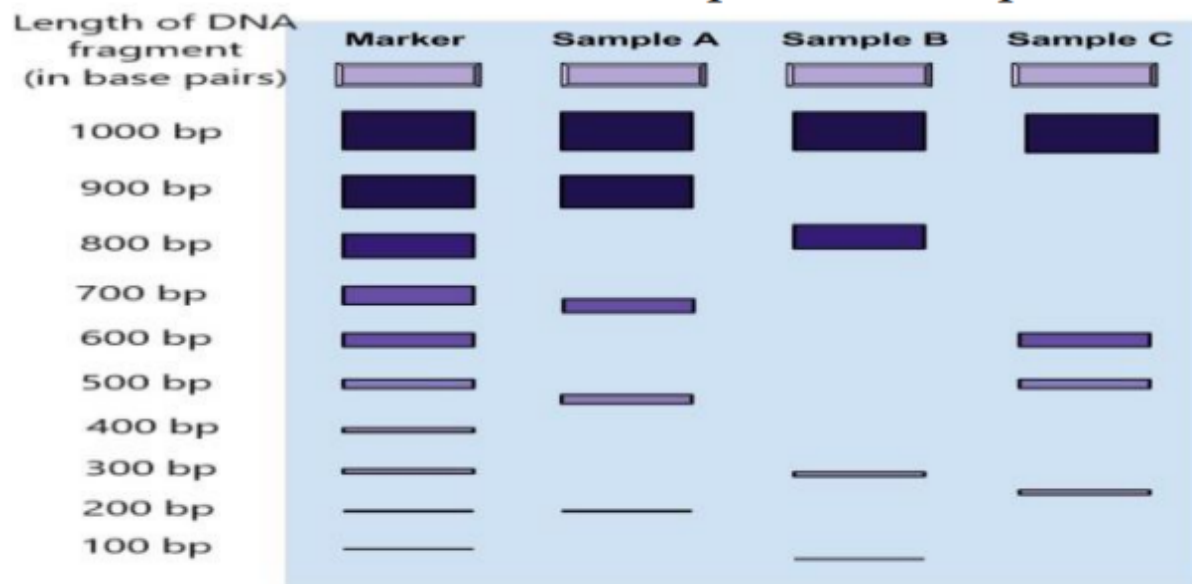 Length of DNA
fragment
(in base pairs)
Marker
Sample A
Sample B
Sample C
1000 bp
900 bp
800 bp
700 bp
600 bp
500 bp
400 bp
300 bp
200 bp
100 bp